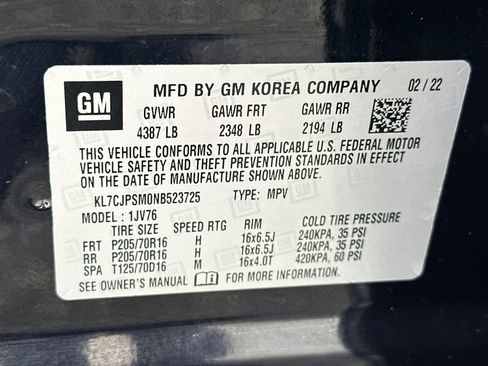 GM
MFD BY GM KOREA COMPANY 02 / 22
GVWR GAWR FRT GAWR RR
4387 LB 2348 LB 2194 LB
THIS VEHICLE CONFORMS TO ALL APPLICABLE U.S. FEDERAL MOTOR
VEHICLE SAFETY AND THEFT PREVENTION STANDARDS IN EFFECT ON
THE DATE OF MANUFACTURE SHOWN ABOVE.
KL7CJPSM0NB523725 TYPE: MPV
MODEL : 1JV76
TIRE SIZE SPEED RTG RIM COLD TIRE PRESSURE
FRT P205/70R16 H 16x6.5J 240KPA, 35 PSI
RR P205/70R16 H 16x6.5J 240KPA, 35 PSI
SPA T125/70D16 M 16x4.0T 420KPA, 60 PSI
SEE OWNER'S MANUAL FOR MORE INFORMATION